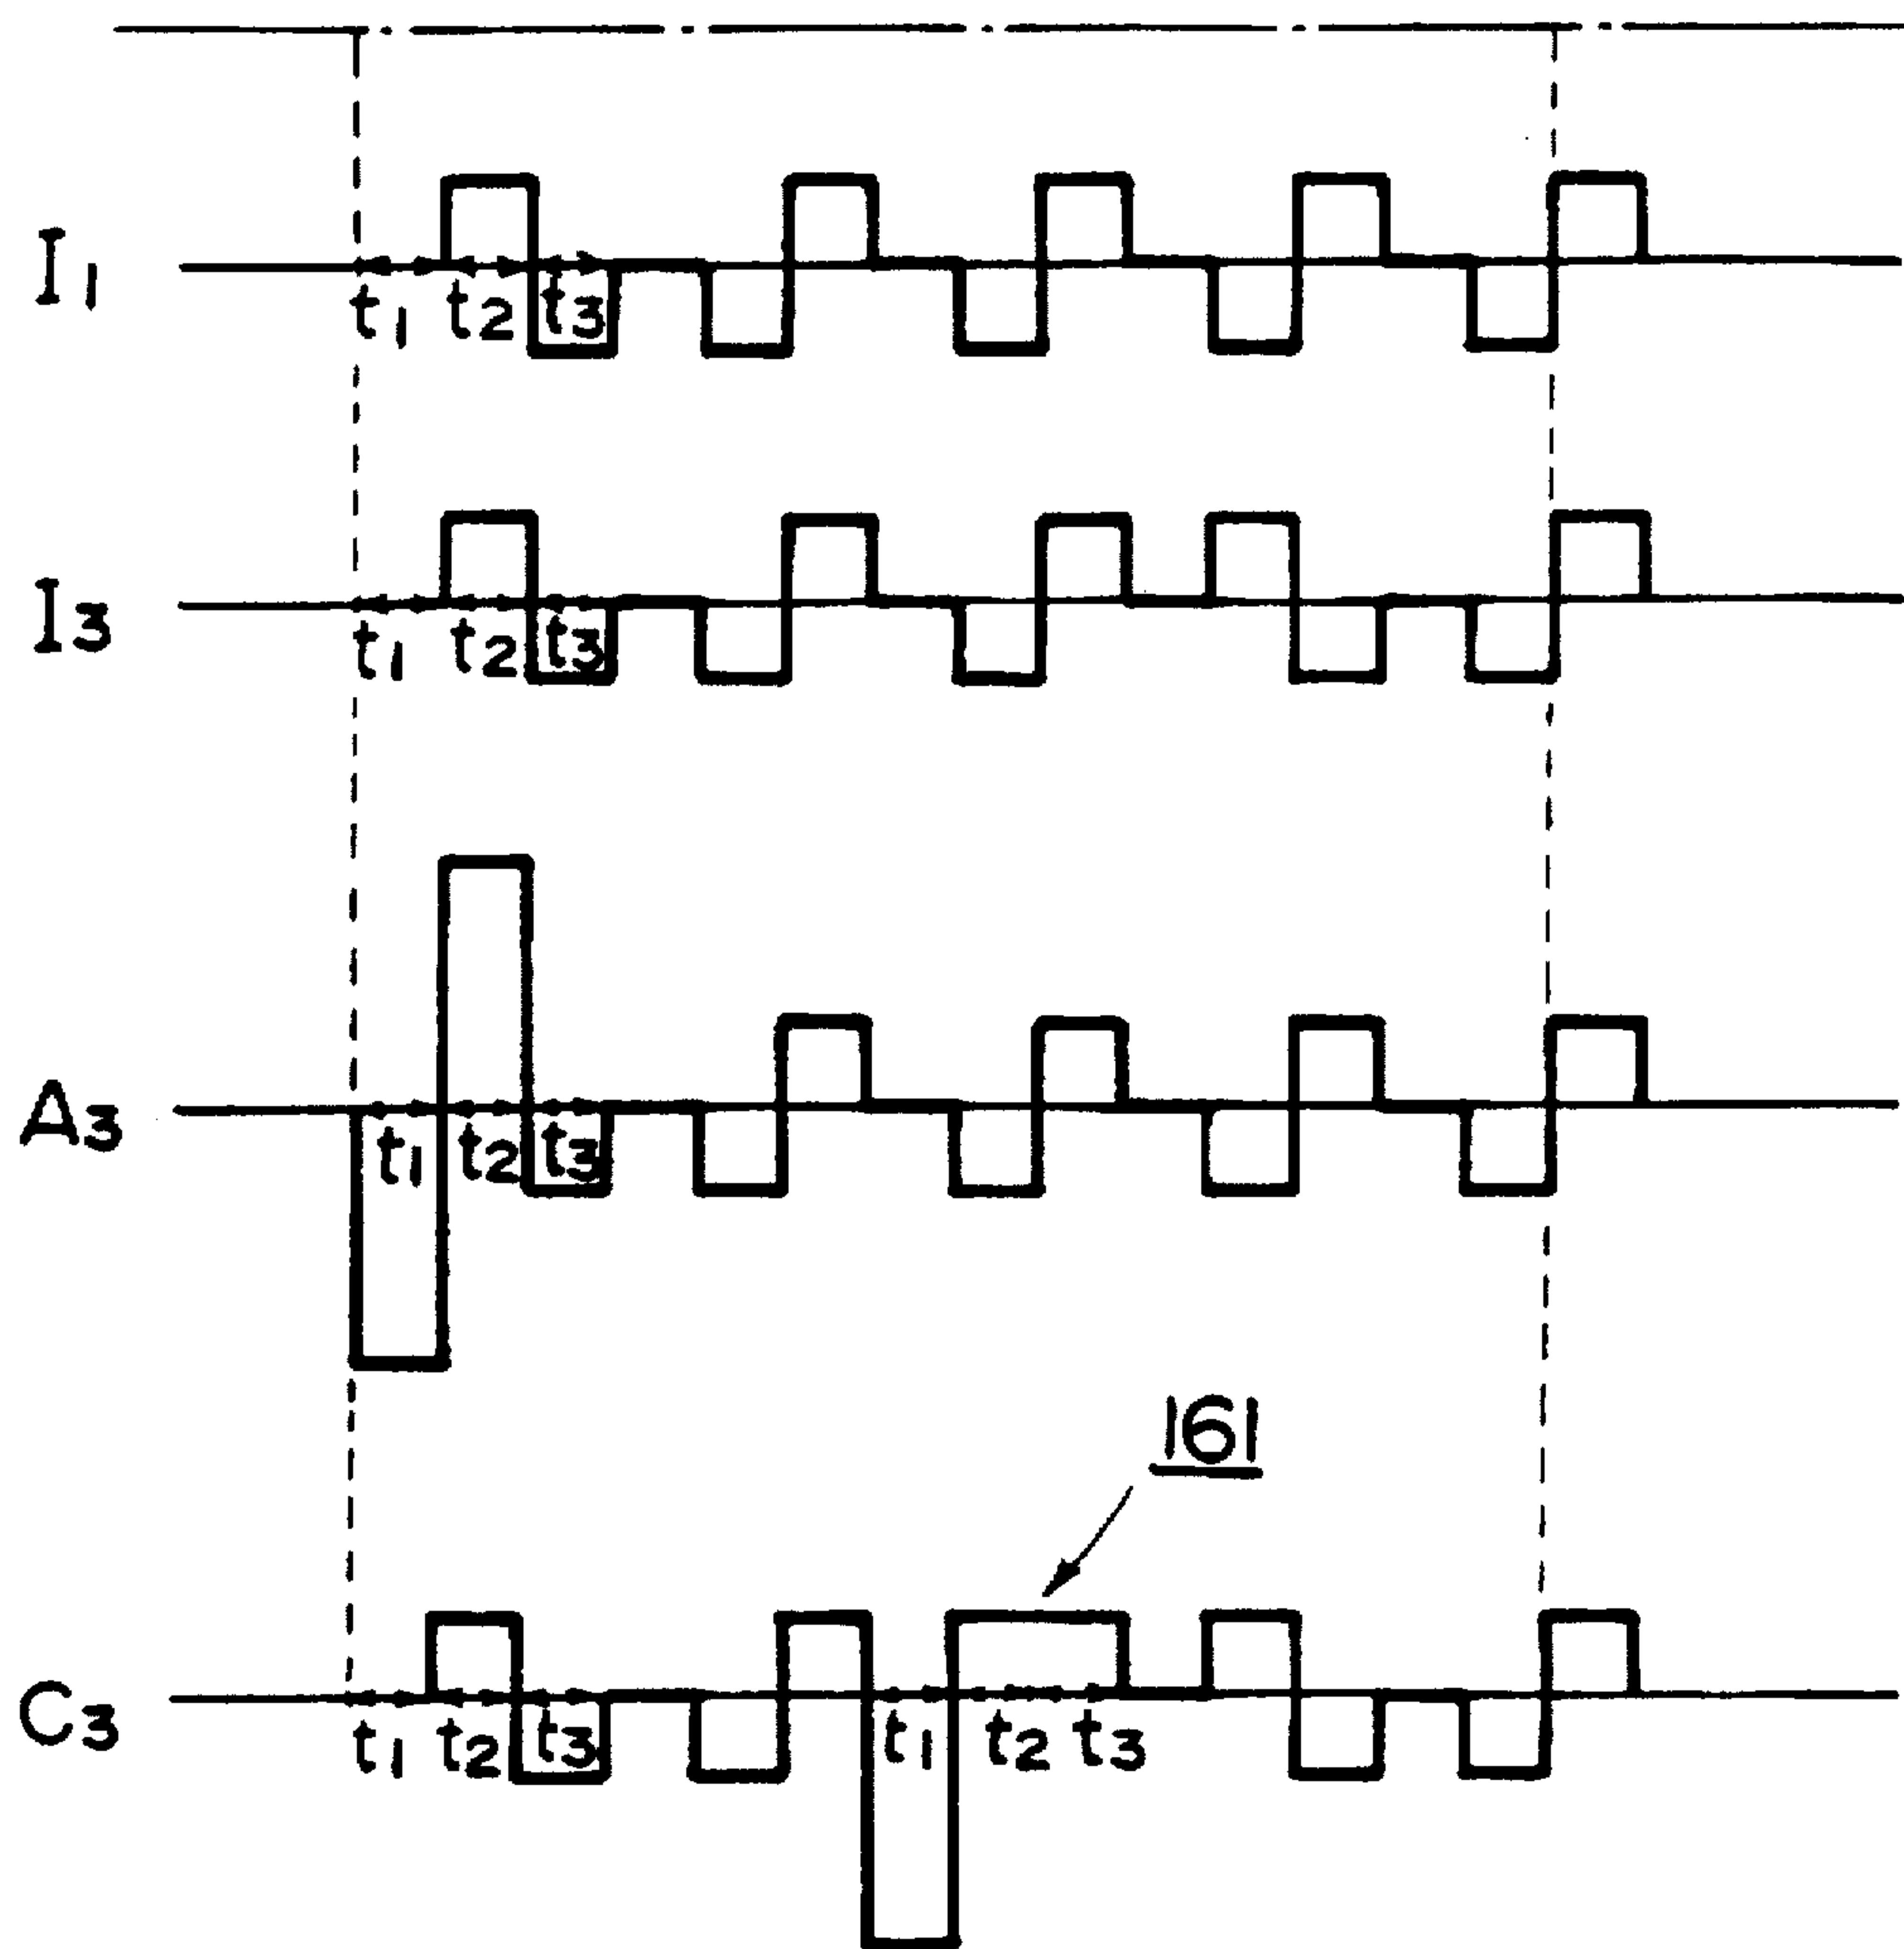 I₁
t₁ t₂ t₃
I₃
t₁ t₂ t₃
A₃
t₁ t₂ t₃
161
C₃
t₁ t₂ t₃ t₁ t₂ t₃